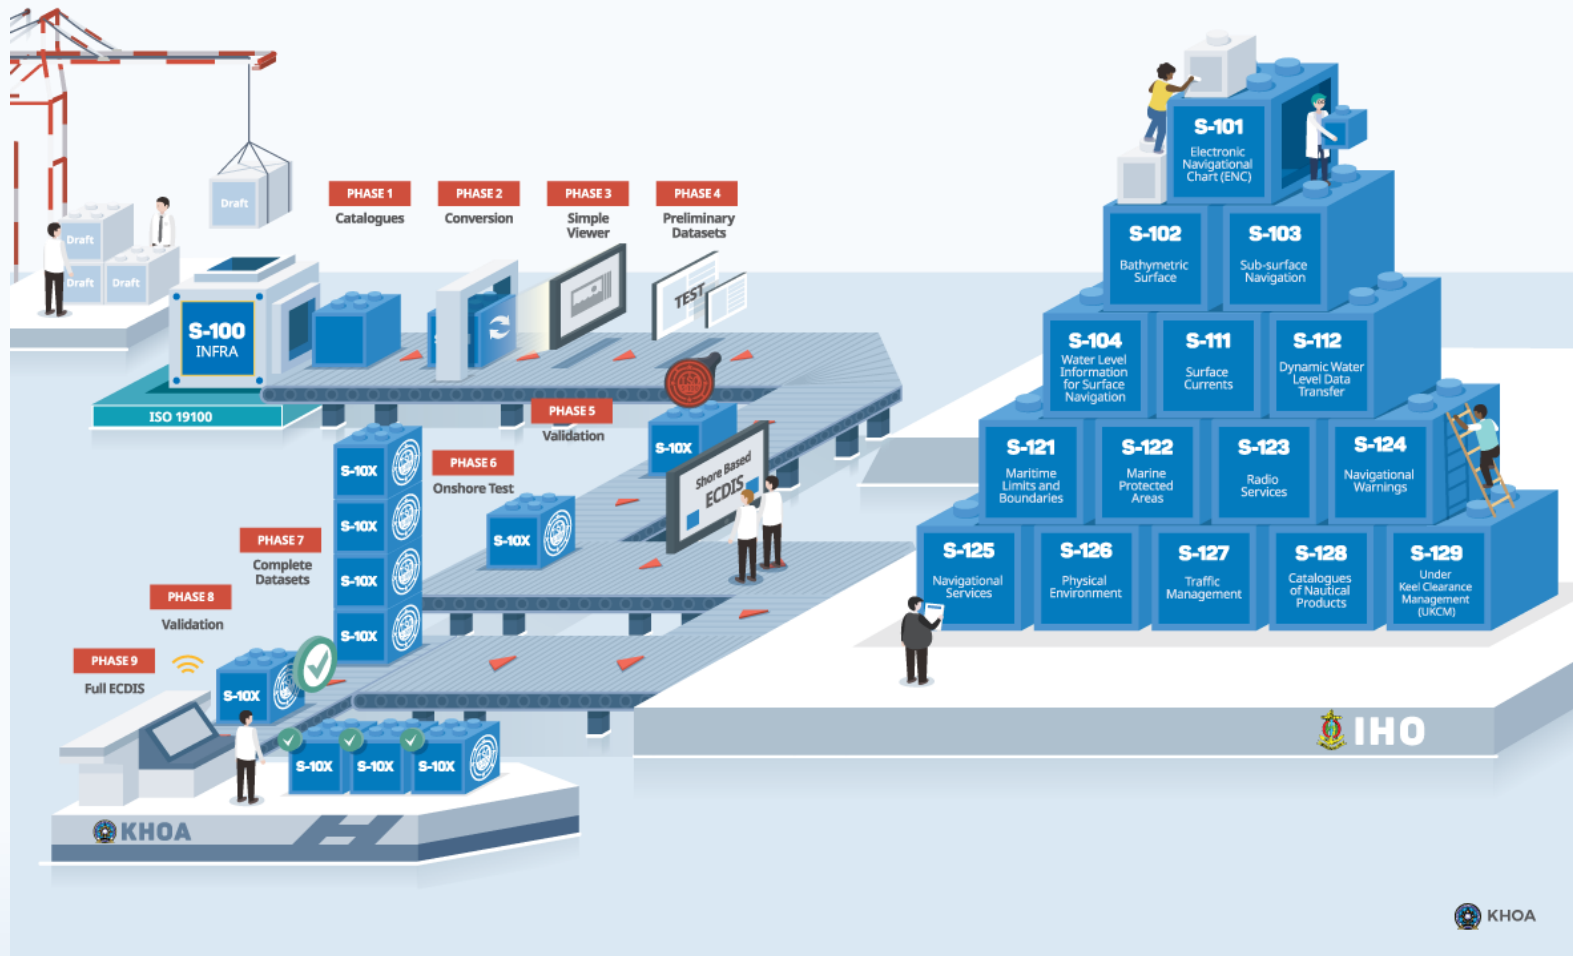 Draft
Draft
Draft
Draft
S-100
INFRA
ISO 19100
PHASE 1
Catalogues
PHASE 2
Conversion
PHASE 3
Simple
Viewer
PHASE 4
Preliminary
Datasets
TEST
PHASE 5
Validation
S-10X
Shore Based
ECDIS
PHASE 6
Onshore Test
S-10X
S-10X
S-10X
S-10X
S-10X
PHASE 7
Complete
Datasets
PHASE 8
Validation
PHASE 9
Full ECDIS
S-10X
S-10X
S-10X
S-10X
KHOA
S-101
Electronic
Navigational
Chart (ENC)
S-102
Bathymetric
Surface
S-103
Sub-surface
Navigation
S-104
Water Level
Information
for Surface
Navigation
S-111
Surface
Currents
S-112
Dynamic Water
Level Data
Transfer
S-121
Maritime
Limits and
Boundaries
S-122
Marine
Protected
Areas
S-123
Radio
Services
S-124
Navigational
Warnings
S-125
Navigational
Services
S-126
Physical
Environment
S-127
Traffic
Management
S-128
Catalogues
of Nautical
Products
S-129
Under
Keel Clearance
Management
(UKCM)
IHO
KHOA